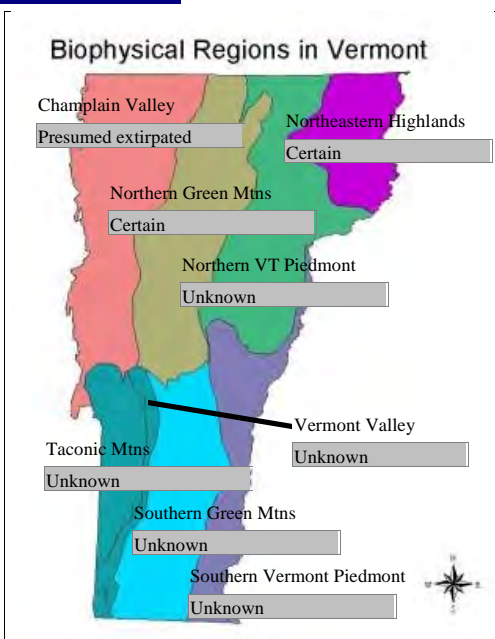 Biophysical Regions in Vermont
Champlain Valley
Presumed extirpated
Northeastern Highlands
Certain
Northern Green Mtns
Certain
Northern VT Piedmont
Unknown
Vermont Valley
Unknown
Taconic Mtns
Unknown
Southern Green Mtns
Unknown
Southern Vermont Piedmont
Unknown